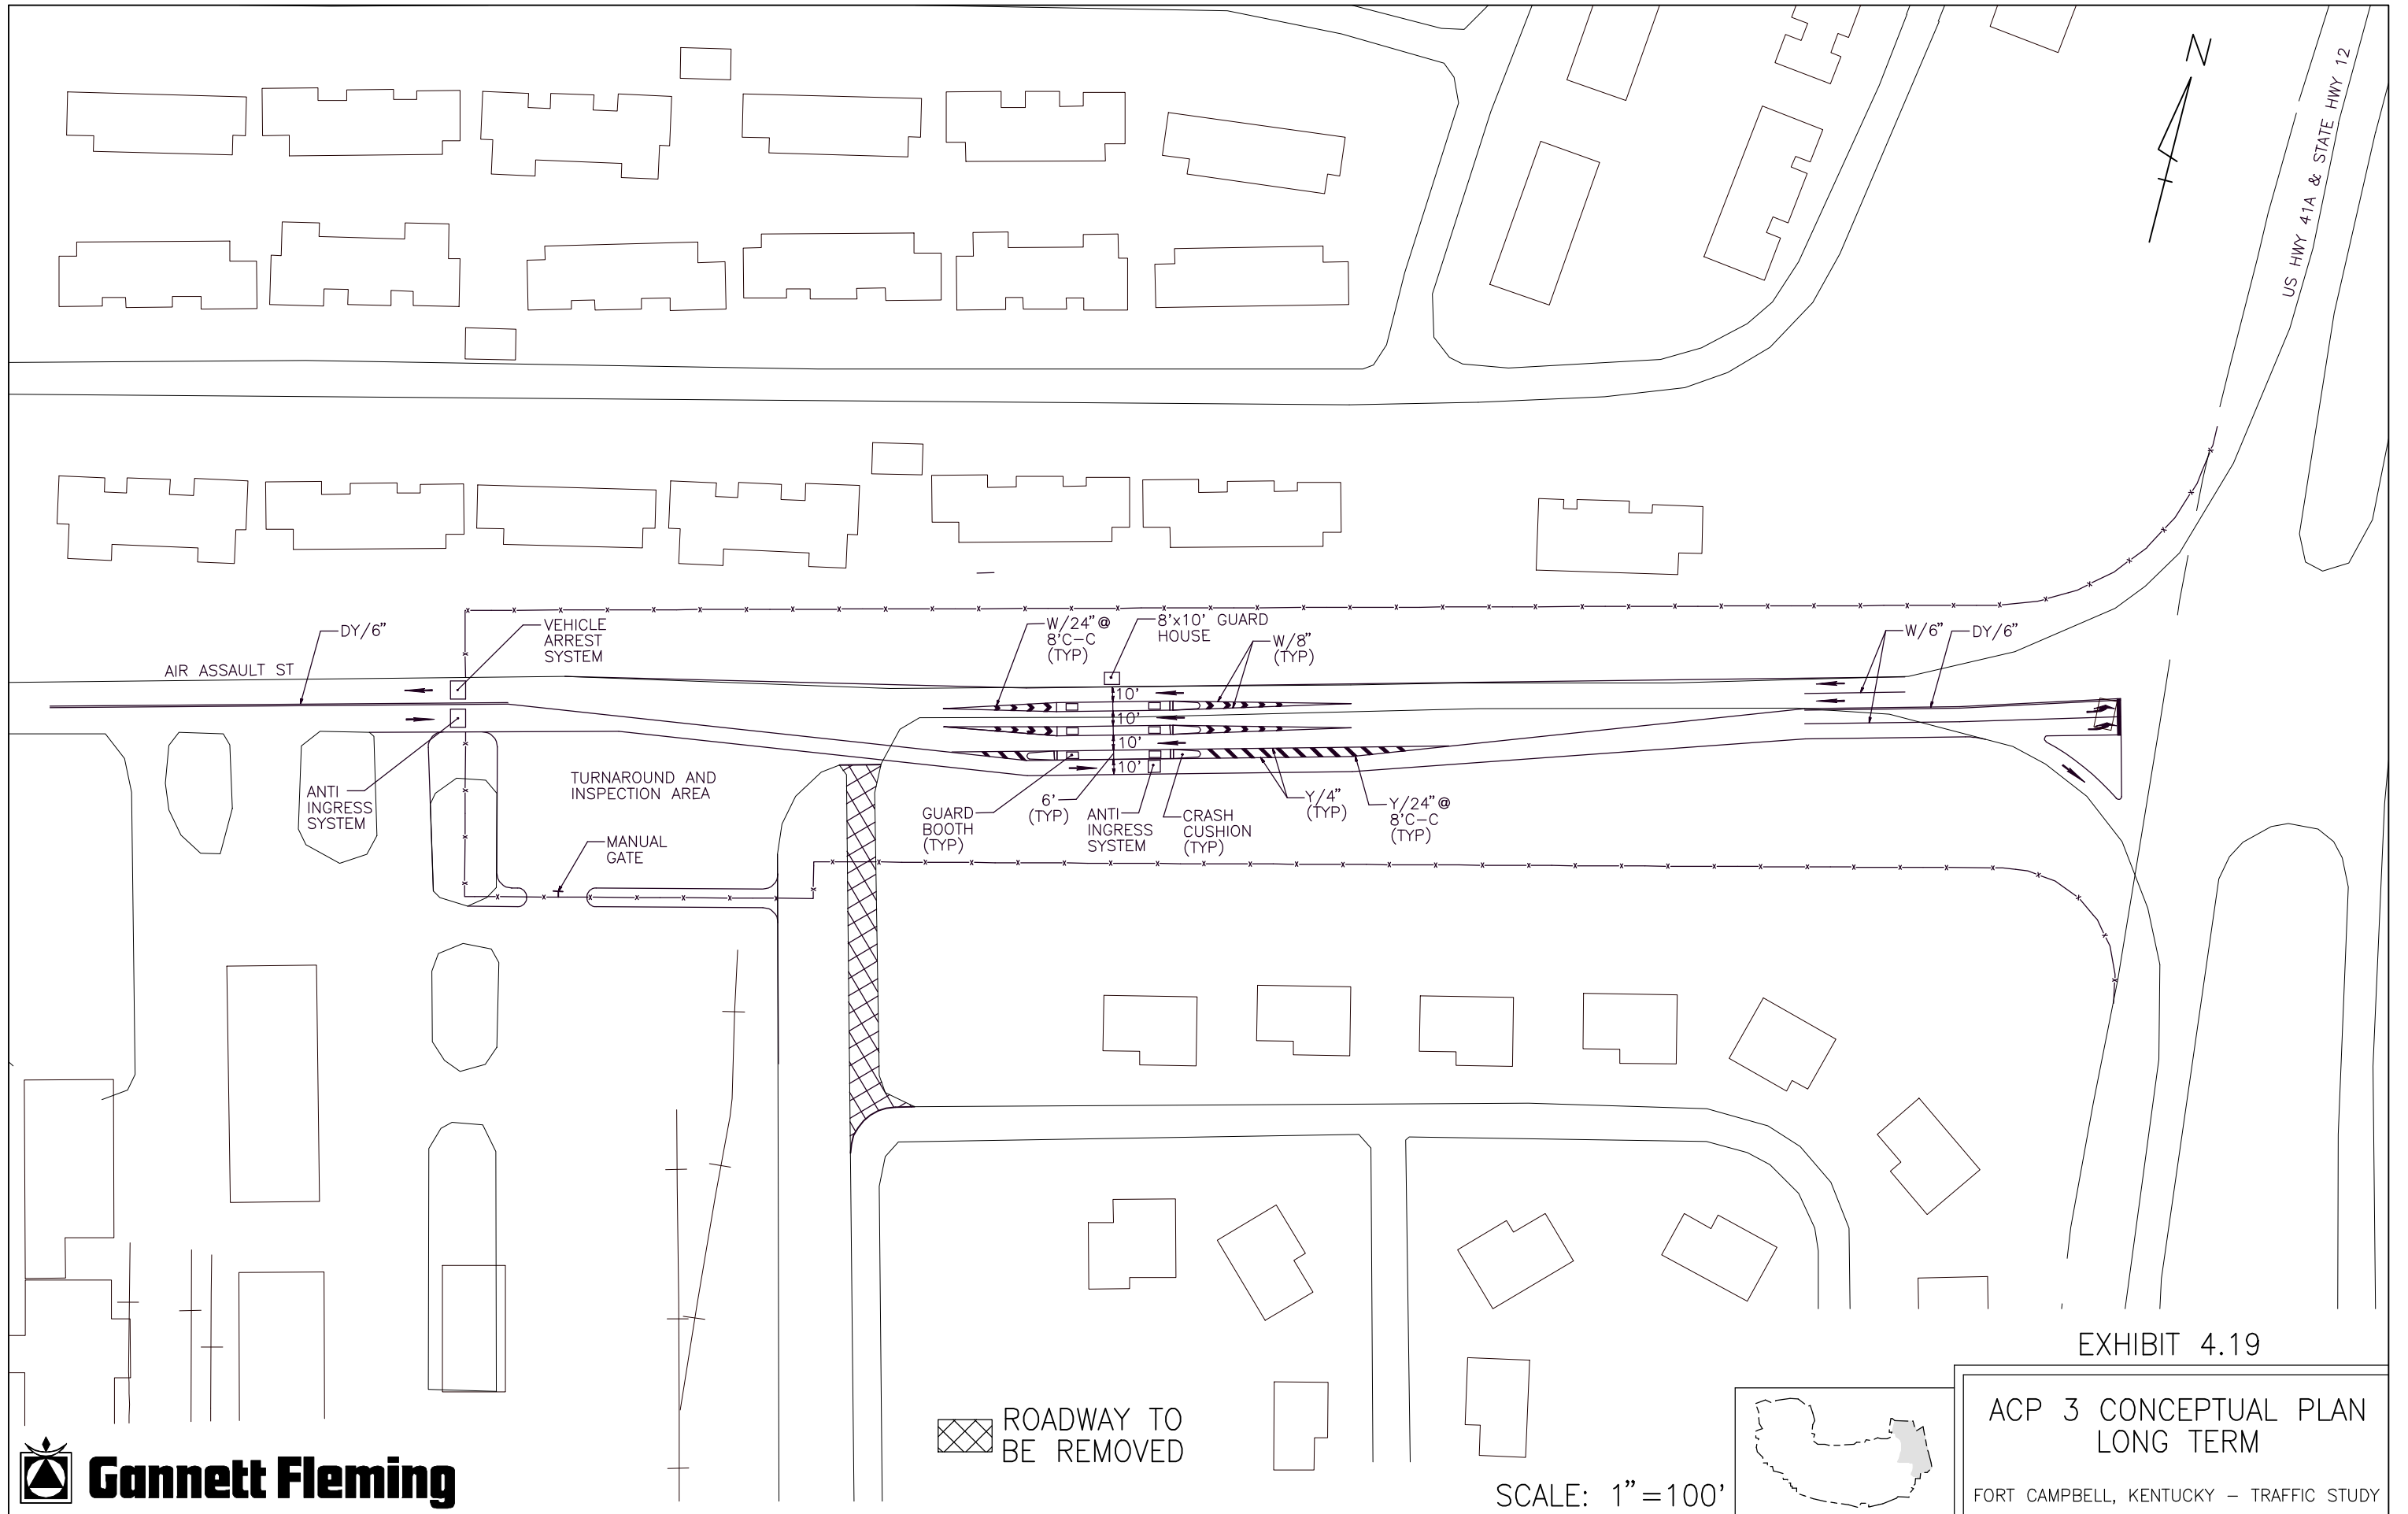 N
US HWY 41A & STATE HWY 12
DY/6"
VEHICLE
ARREST
SYSTEM
W/24"@
8'C-C
(TYP)
8'x10' GUARD
HOUSE
W/8"
(TYP)
W/6"
DY/6"
AIR ASSAULT ST
10'
10'
10'
10'
ANTI
INGRESS
SYSTEM
TURNAROUND AND
INSPECTION AREA
MANUAL
GATE
GUARD
BOOTH
(TYP)
6'
(TYP)
ANTI
INGRESS
SYSTEM
CRASH
CUSHION
(TYP)
Y/4"
(TYP)
Y/24"@
8'C-C
(TYP)
EXHIBIT 4.19
ROADWAY TO
BE REMOVED
ACP 3 CONCEPTUAL PLAN
LONG TERM
Gannett Fleming
SCALE: 1"=100'
FORT CAMPBELL, KENTUCKY - TRAFFIC STUDY